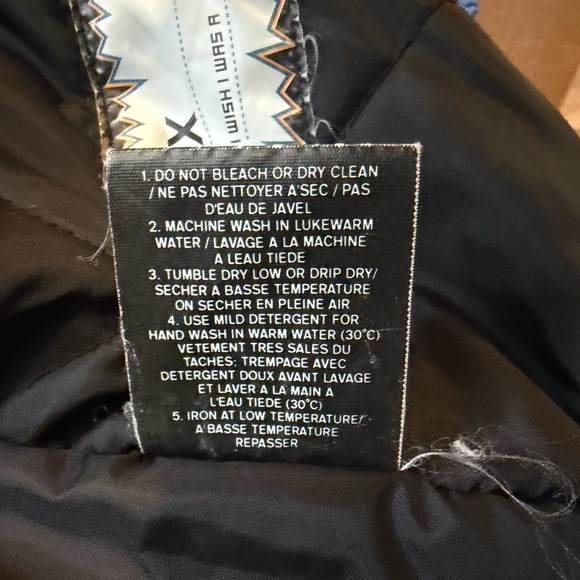 X
I WISH I WAS A
1. DO NOT BLEACH OR DRY CLEAN
/ NE PAS NETTOYER A'SEC / PAS
D'EAU DE JAVEL
2. MACHINE WASH IN LUKEWARM
WATER / LAVAGE A LA MACHINE
A LEAU TIEDE
3. TUMBLE DRY LOW OR DRIP DRY/
SECHER A BASSE TEMPERATURE
ON SECHER EN PLEINE AIR
4. USE MILD DETERGENT FOR
HAND WASH IN WARM WATER (30°C)
VETEMENT TRES SALES DU
TACHES: TREMPAGE AVEC
DETERGENT DOUX AVANT LAVAGE
ET LAVER A LA MAIN A
L'EAU TIEDE (30°C)
5. IRON AT LOW TEMPERATURE/
A BASSE TEMPERATURE
REPASSER